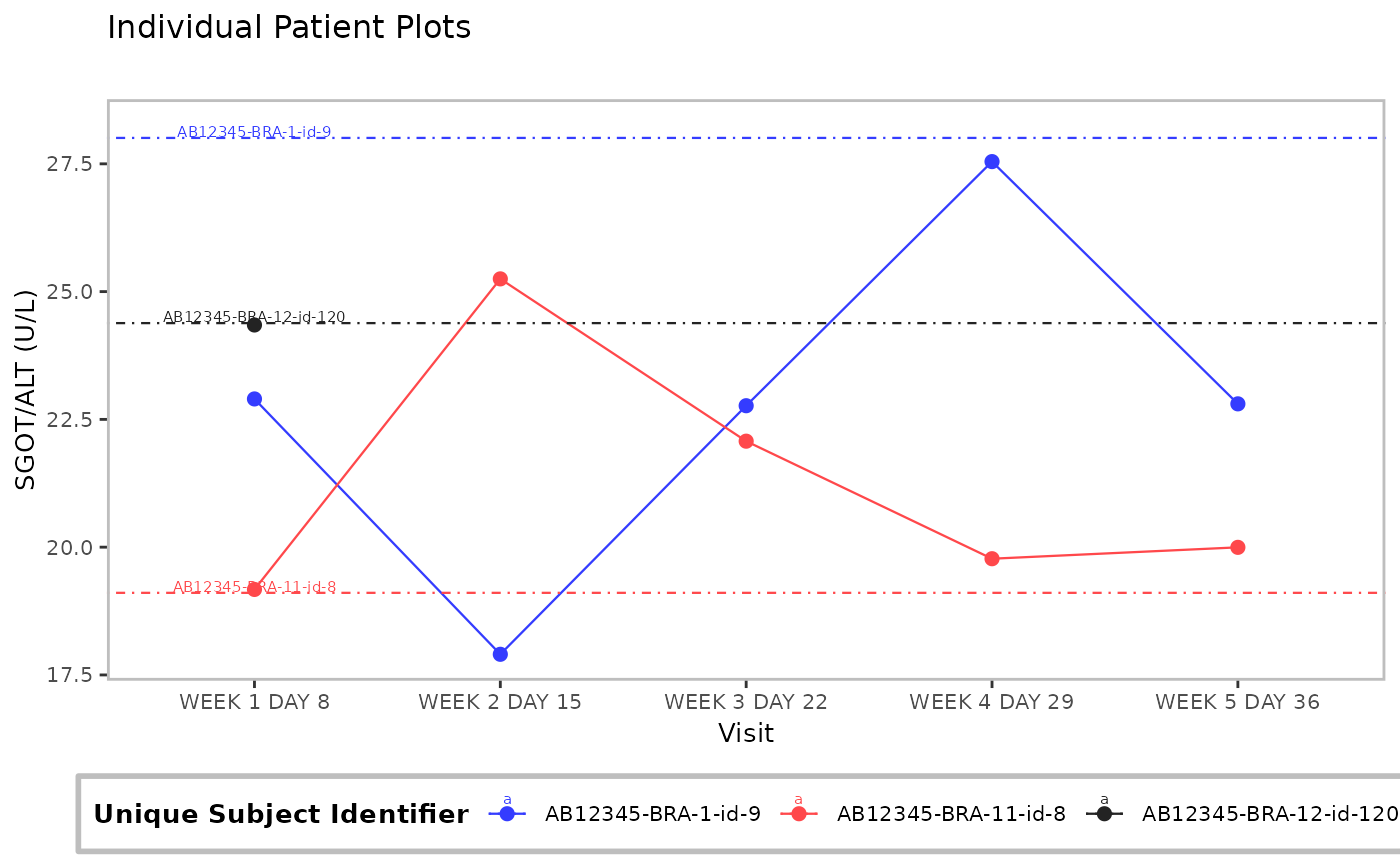 Individual Patient Plots
AB12345-BRA-1-id-9
27.5
25.0
AB12345-BRA-12-id-120
SGOT/ALT (U/L)
22.5
20.0
AB12345-BRA-11-id-8
17.5
WEEK 1 DAY 8 WEEK 2 DAY 15 WEEK 3 DAY 22 WEEK 4 DAY 29 WEEK 5 DAY 36
Visit
Unique Subject Identifier a AB12345-BRA-1-id-9 a AB12345-BRA-11-id-8 a AB12345-BRA-12-id-120